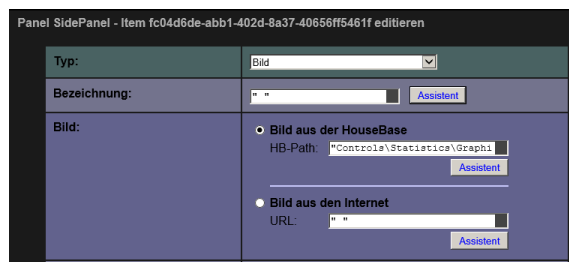 Panel SidePanel - Item fc04d6de-abb1-402d-8a37-40656ff5461f editieren
Typ: Bild
Bezeichnung: " " Assistent
Bild: Bild aus der HouseBase
HB-Path: "Controls\Statistics\Graphi
Assistent
Bild aus den Internet
URL: " "
Assistent